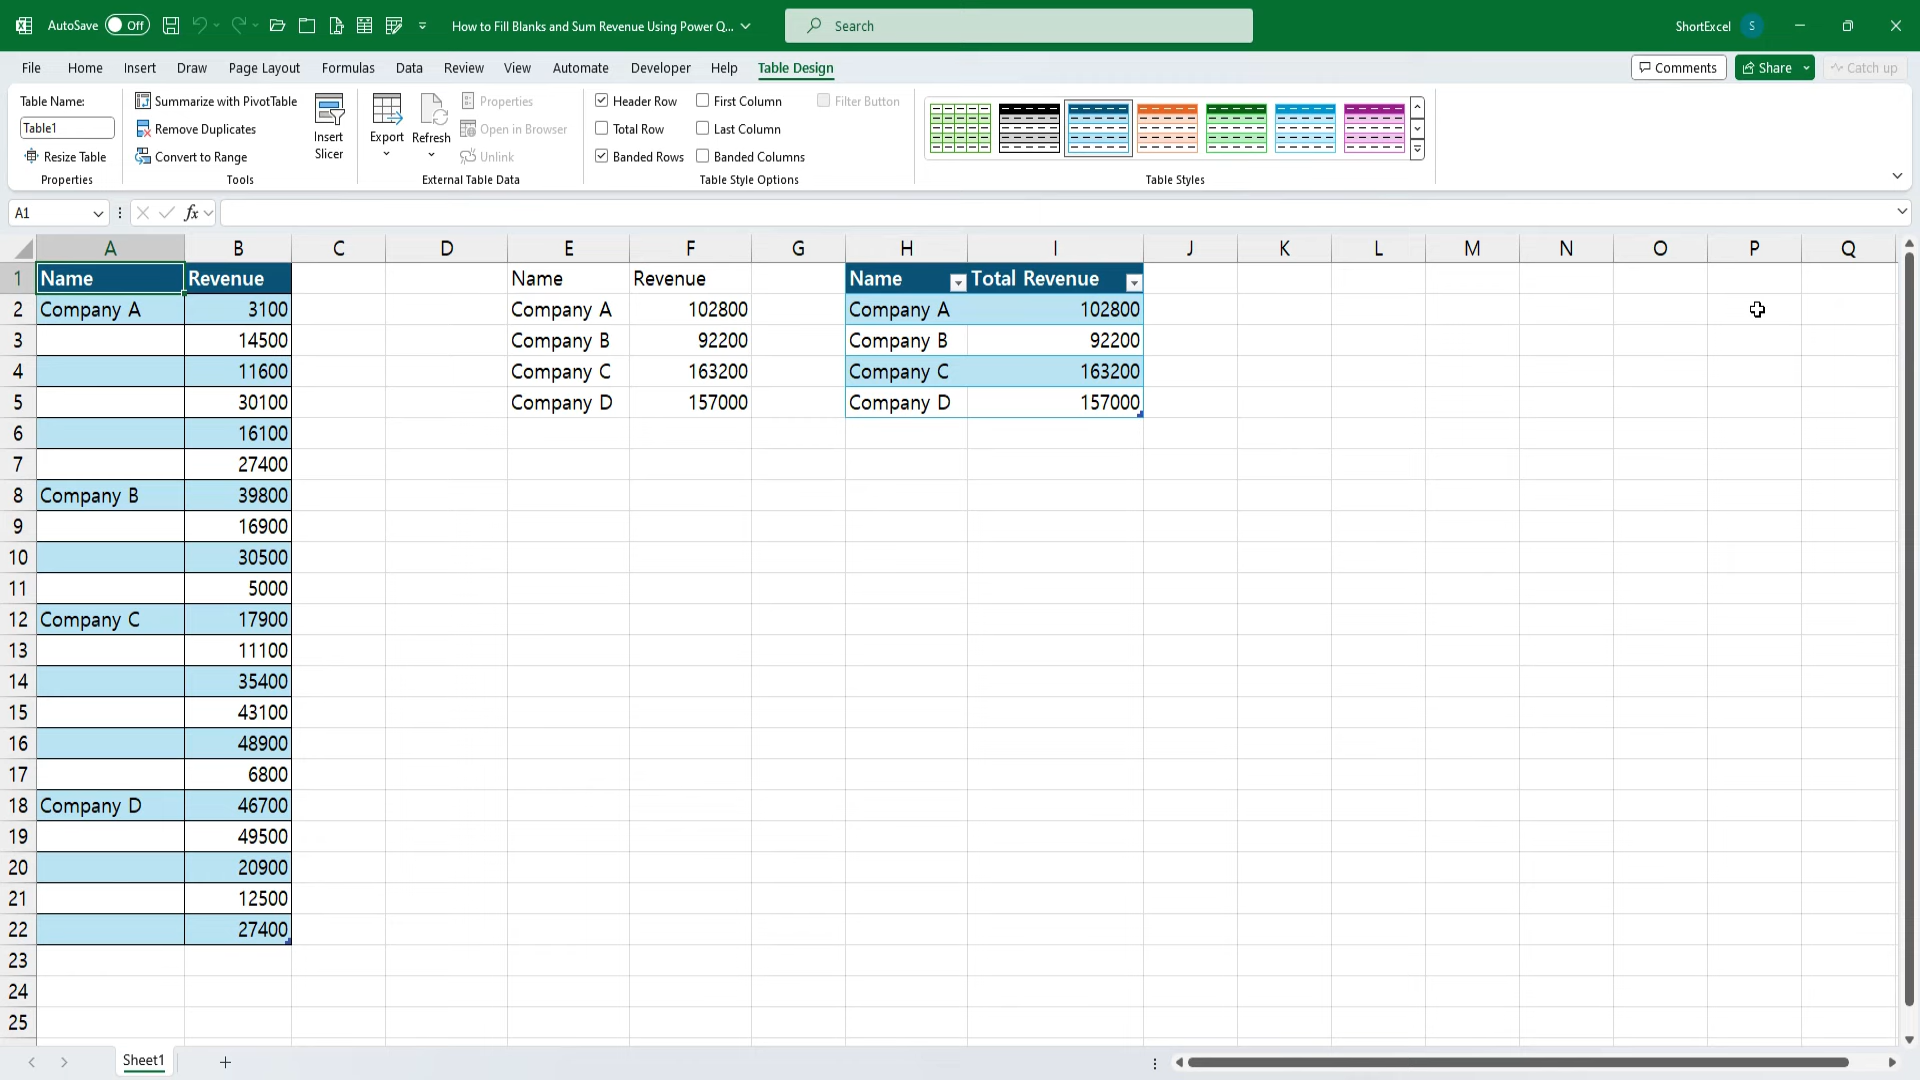 AutoSave Off How to Fill Blanks and Sum Revenue Using Power Q... Search ShortExcel S
File Home Insert Draw Page Layout Formulas Data Review View Automate Developer Help Table Design Comments Share Catch up
Table Name:
Table1
Resize Table
Properties
Summarize with PivotTable
Remove Duplicates
Convert to Range
Tools
Insert
Slicer
Export
Refresh
Properties
Open in Browser
Unlink
External Table Data
Header Row First Column Filter Button
Total Row Last Column
Banded Rows Banded Columns
Table Style Options
Table Styles
A1 fx
A B C D E F G H I J K L M N O P Q
1 Name Revenue Name Revenue Name Total Revenue
2 Company A 3100 Company A 102800 Company A 102800
3 14500 Company B 92200 Company B 92200
4 11600 Company C 163200 Company C 163200
5 30100 Company D 157000 Company D 157000
6 16100
7 27400
8 Company B 39800
9 16900
10 30500
11 5000
12 Company C 17900
13 11100
14 35400
15 43100
16 48900
17 6800
18 Company D 46700
19 49500
20 20900
21 12500
22 27400
23
24
25
Sheet1